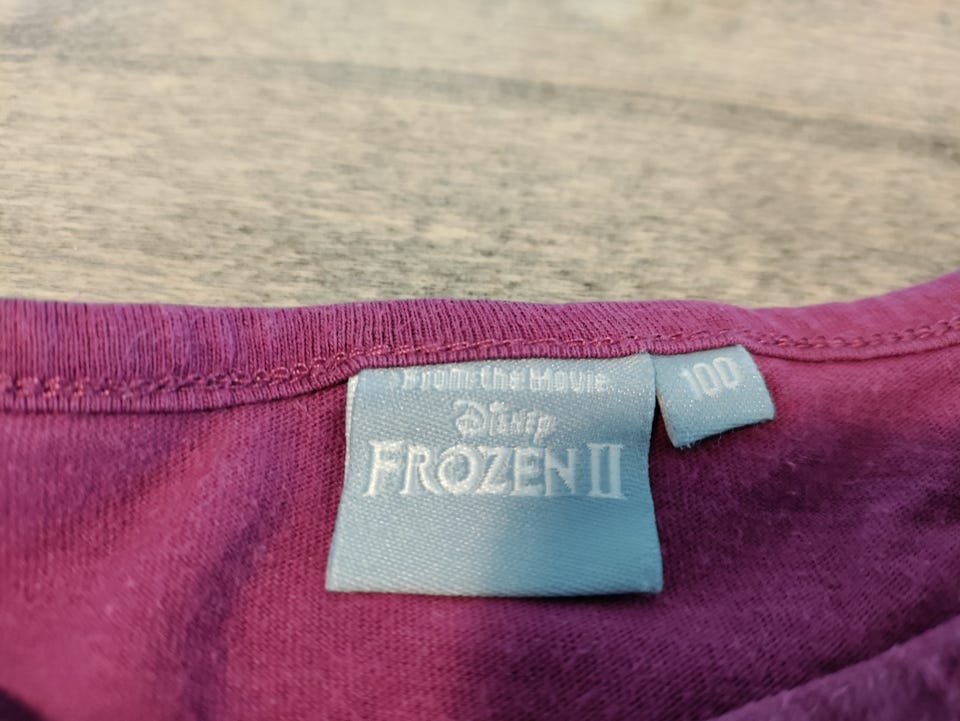 From the Movie
Disney
FROZEN II
100